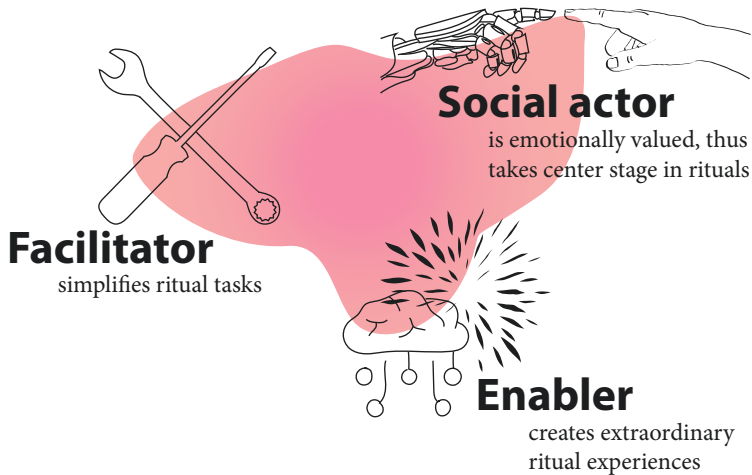 Social actor
is emotionally valued, thus
takes center stage in rituals
Facilitator
simplifies ritual tasks
Enabler
creates extraordinary
ritual experiences